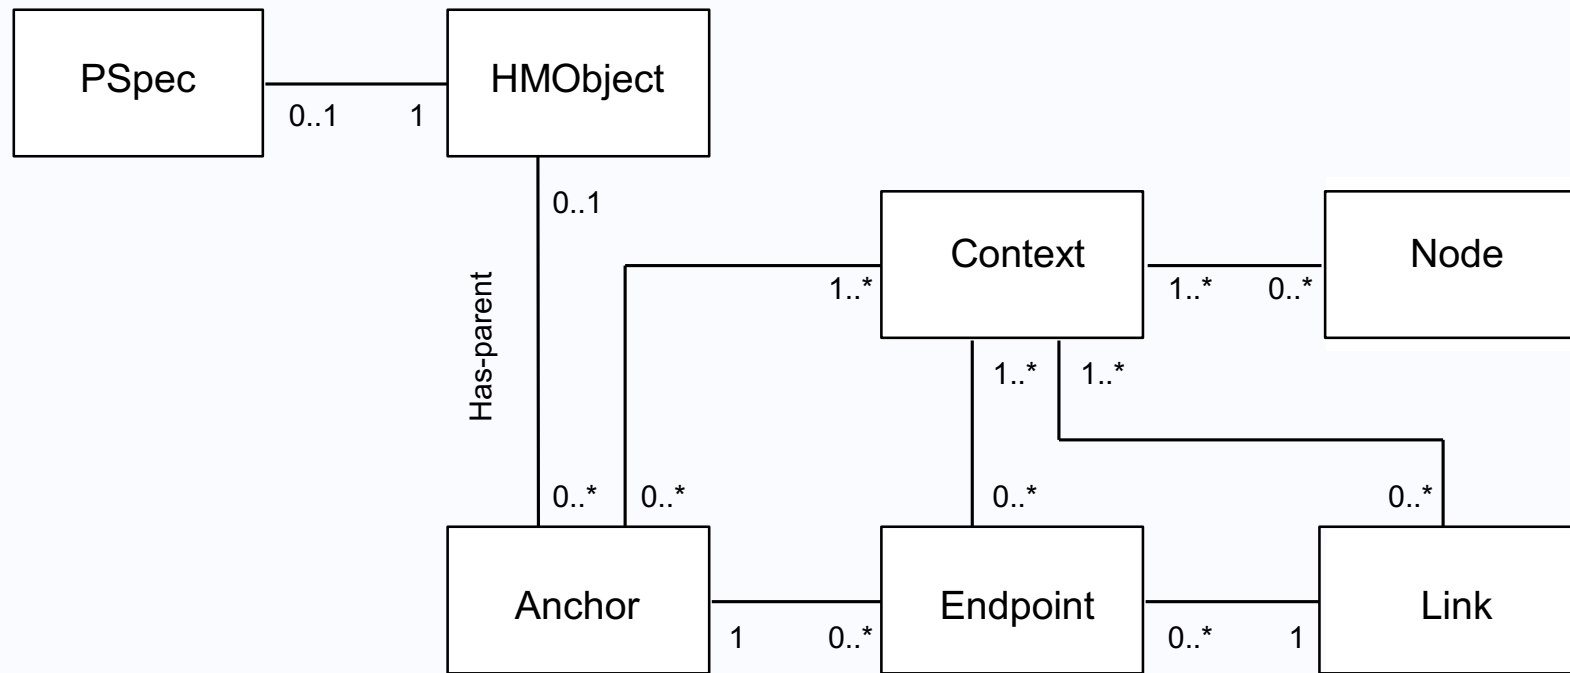 PSpec
HMObject
0..1
1
0..1
Context
Node
1..*
1..*
0..*
Has-parent
1..*
1..*
0..*
0..*
0..*
0..*
Anchor
Endpoint
Link
1
0..*
0..*
1